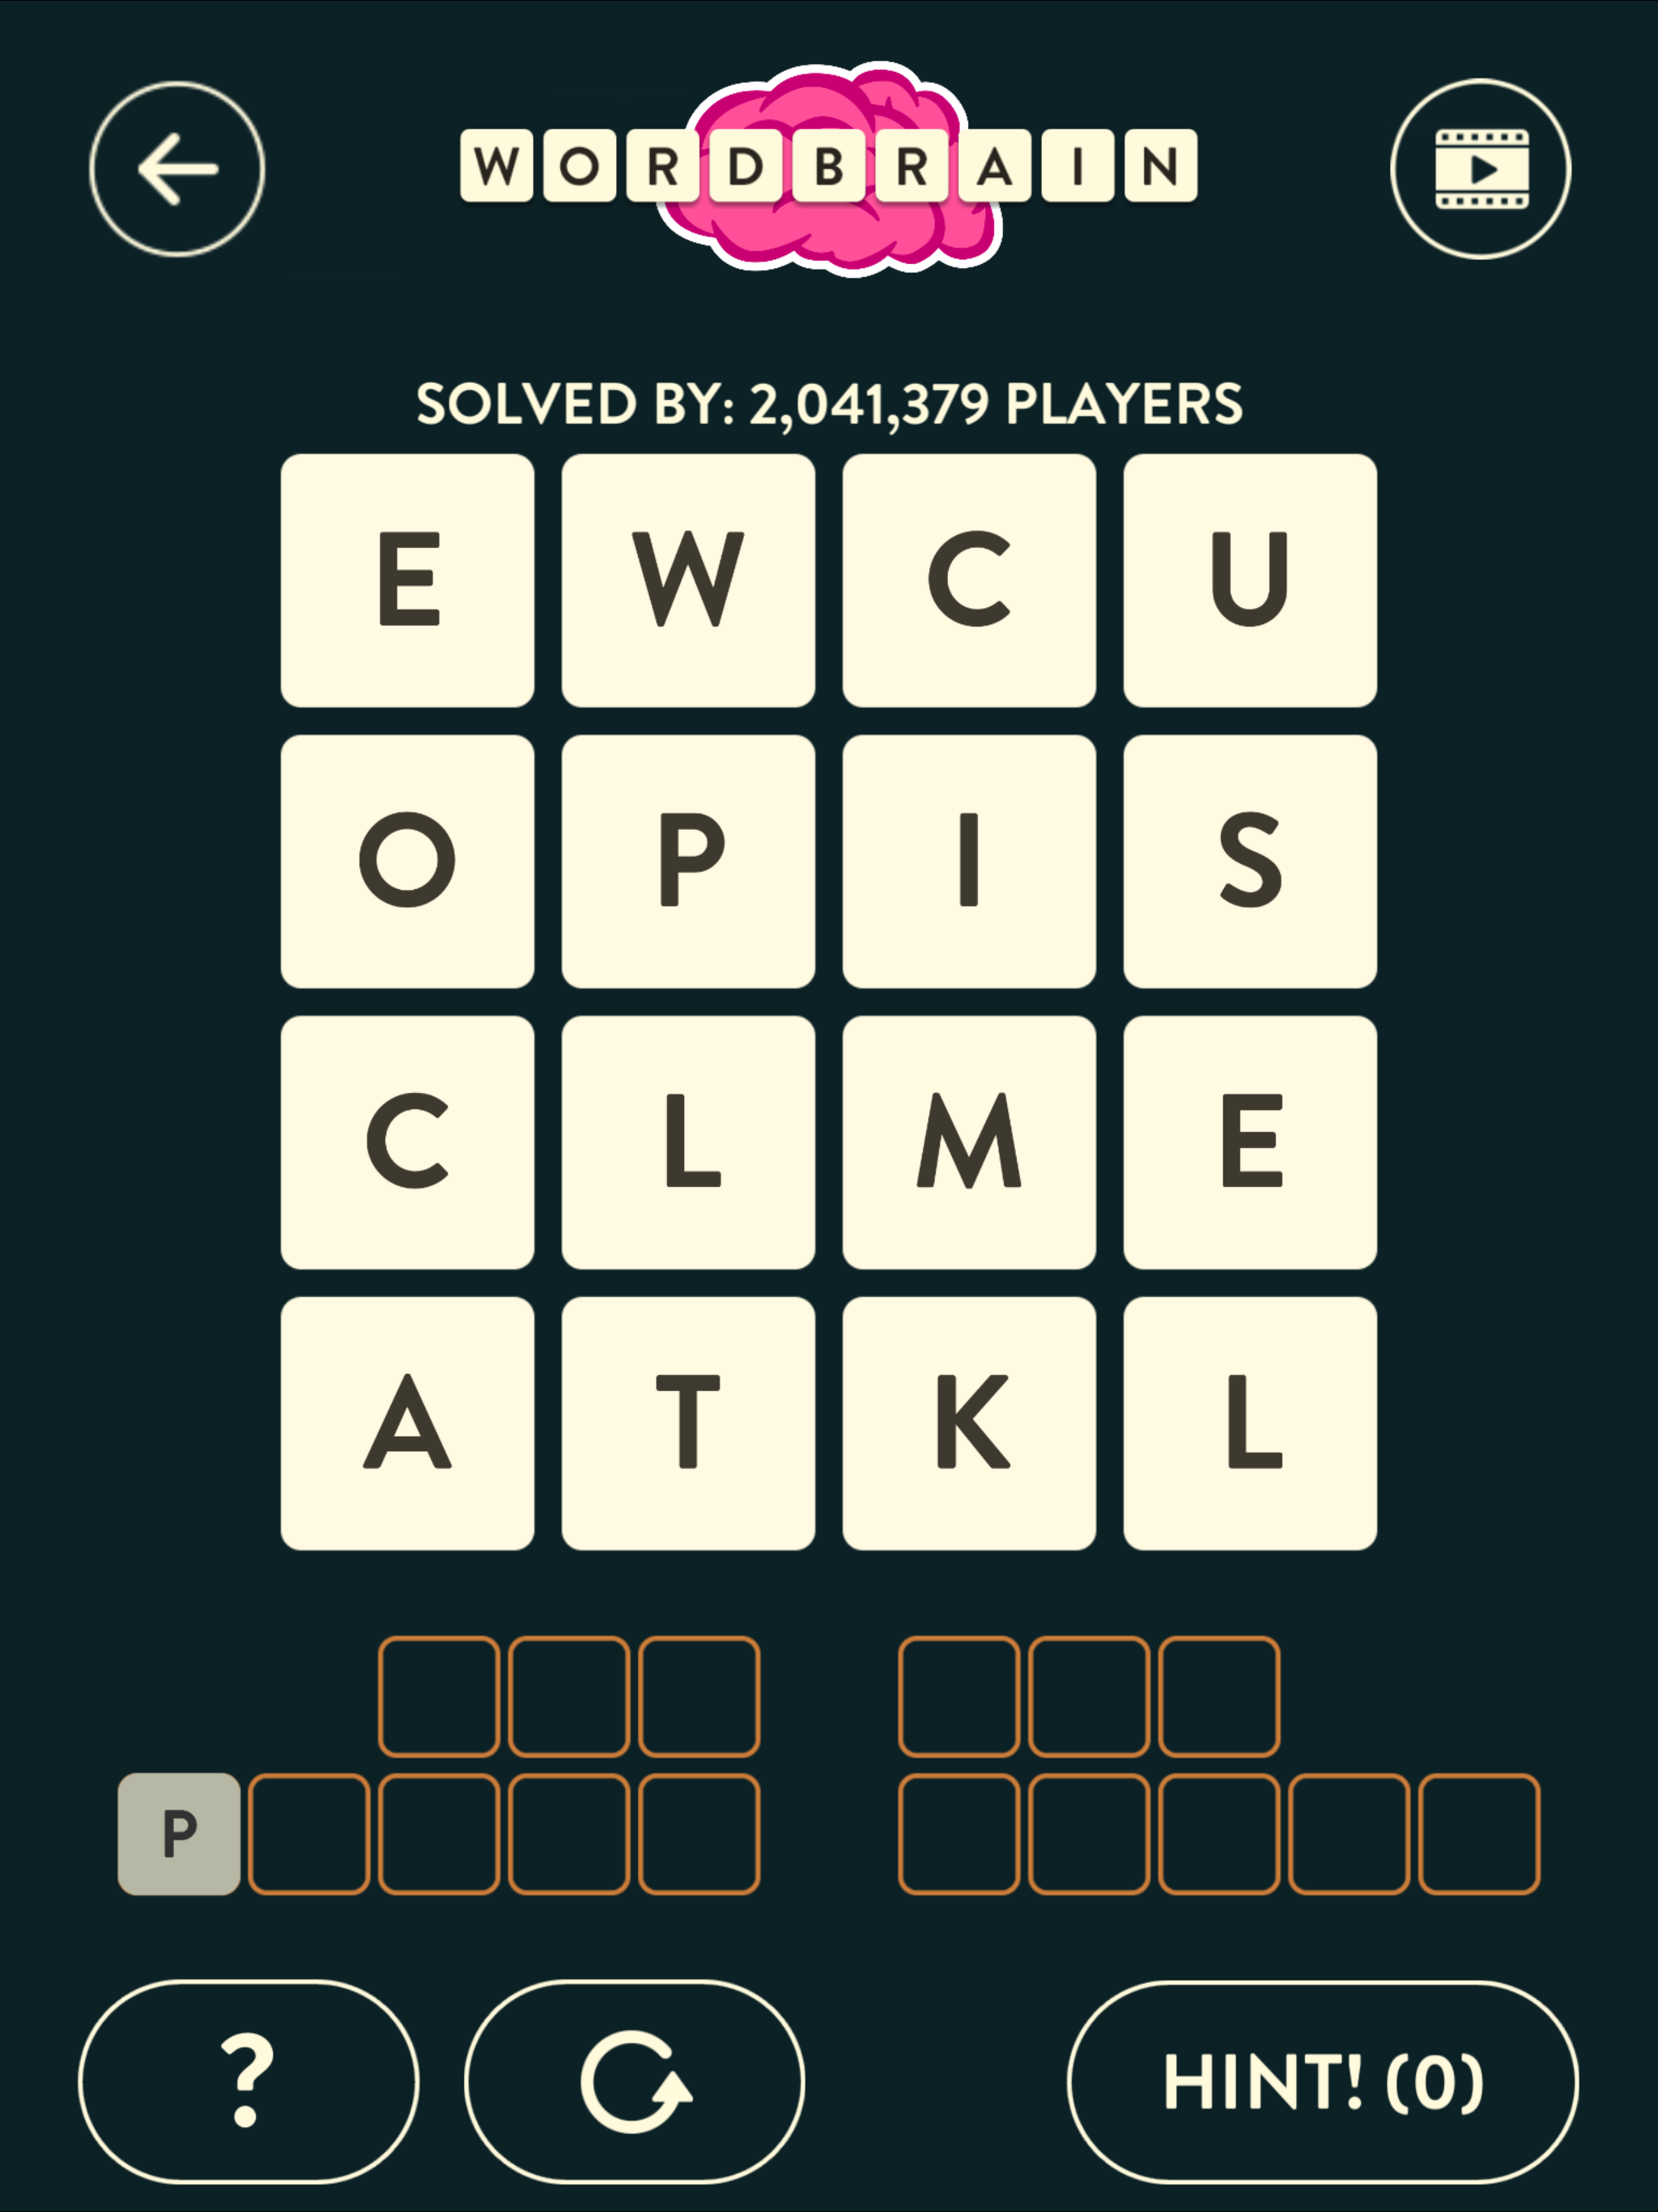 WORDBRAIN
SOLVED BY: 2,041,379 PLAYERS
E W C U
O P I S
C L M E
A T K L
P
? HINT! (0)